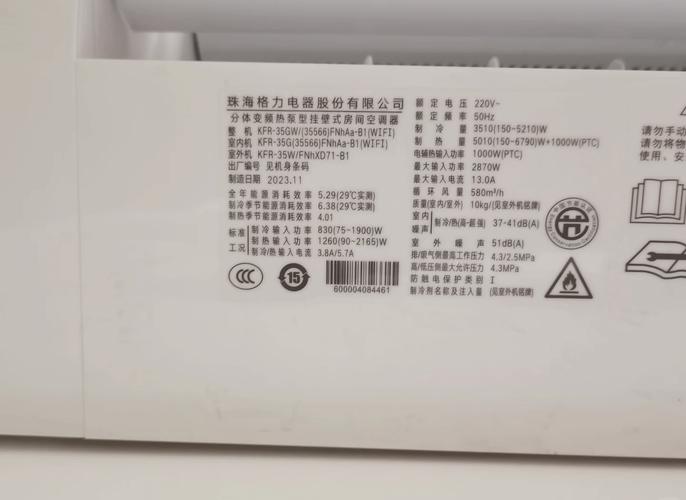 珠海格力电器股份有限公司
分体变频热泵型挂壁式房间空调器
整机 KFR-35GW/(35566)FNhAa-B1(WIFI)
室内机 KFR-35G(35566)FNhAa-B1(WIFI)
室外机 KFR-35W/FNhXD71-B1
出厂编号 见机身条码
制造日期 2023.11
全年能源消耗效率 5.29(29℃实测)
制冷季节能源消耗效率 6.38(29℃实测)
制热季节能源消耗效率 4.01
标准工况
制冷输入功率 830(75~1900)W
制热输入功率 1260(90~2165)W
制冷/热输入电流 3.8A/5.7A
CCC
15
600004084461
额定电压 220V~
额定频率 50Hz
制冷量 3510(150~5210)W
制热量 5010(150~6790)W+1000W(PTC)
电辅热输入功率 1000W(PTC)
最大输入功率 2870W
最大输入电流 13.0A
循环风量 580m³/h
质量(室内/室外) 10kg/(见室外机铭牌)
室内噪声 制冷/热(高-超强) 37-41dB(A)
室外噪声 51dB(A)
排/吸气侧最高工作压力 4.3/2.5MPa
高/低压侧最大允许压力 4.3MPa
防触电保护类别 I
制冷剂名称及注入量 (见室外机铭牌)
请勿手动
请勿将物
使用、安